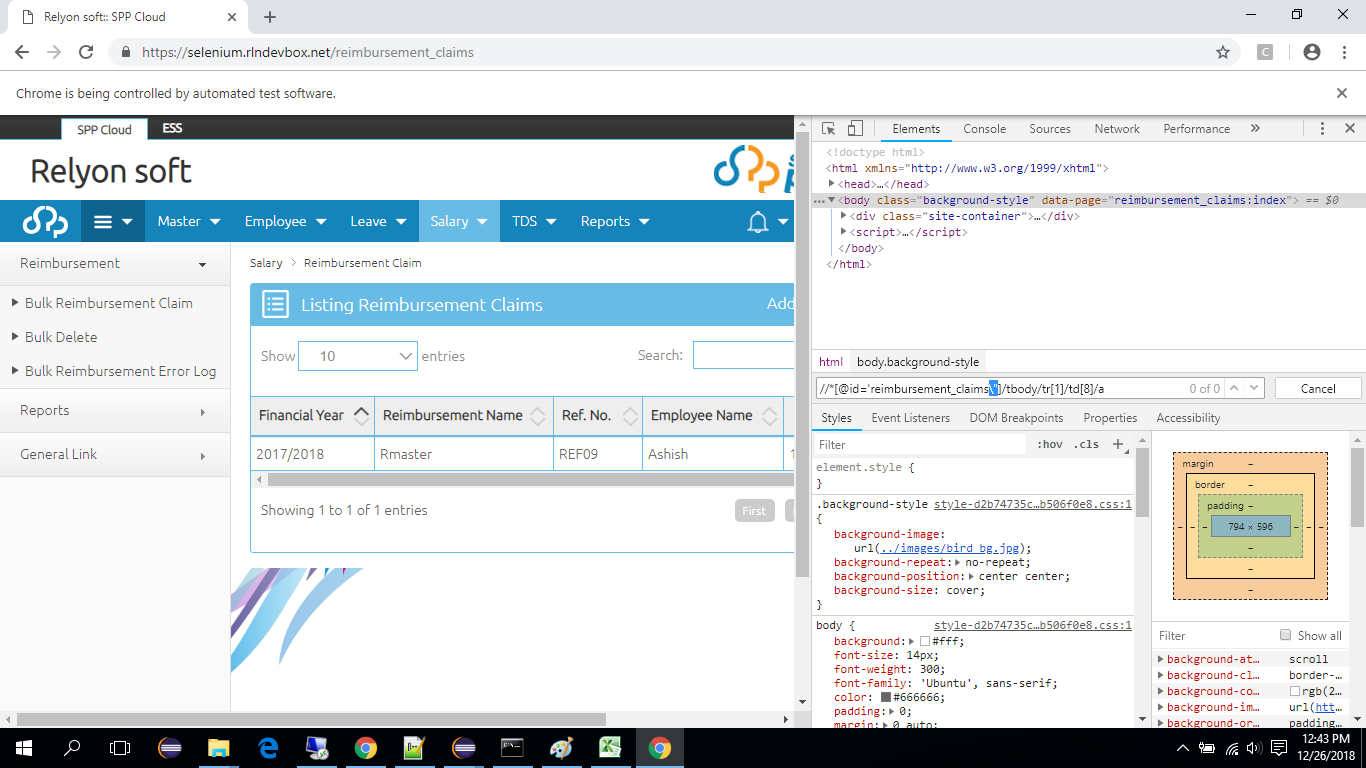 Relyon soft:: SPP Cloud
https://selenium.rlndevbox.net/reimbursement_claims
C
Chrome is being controlled by automated test software.
SPP Cloud ESS
Relyon soft
Master Employee Leave Salary TDS Reports
Reimbursement
Bulk Reimbursement Claim
Bulk Delete
Bulk Reimbursement Error Log
Reports
General Link
Salary > Reimbursement Claim
Listing Reimbursement Claims Add
Show 10 entries Search:
Financial Year Reimbursement Name Ref. No. Employee Name
2017/2018 Rmaster REF09 Ashish 1
Showing 1 to 1 of 1 entries First
Elements Console Sources Network Performance »
<!doctype html>
<html xmlns="http://www.w3.org/1999/xhtml">
<head>…</head>
<body class="background-style" data-page="reimbursement_claims:index"> == $0
<div class="site-container">…</div>
<script>…</script>
</body>
</html>
html body.background-style
//*[@id='reimbursement_claims\"]/tbody/tr[1]/td[8]/a 0 of 0 Cancel
Styles Event Listeners DOM Breakpoints Properties Accessibility
Filter :hov .cls +
element.style {
}
.background-style style-d2b74735c…b506f0e8.css:1
{
background-image:
url(../images/bird_bg.jpg);
background-repeat: no-repeat;
background-position: center center;
background-size: cover;
}
body { style-d2b74735c…b506f0e8.css:1
background: #fff;
font-size: 14px;
font-weight: 300;
font-family: 'Ubuntu', sans-serif;
color: #666666;
padding: 0;
margin: 0 auto;
margin –
border –
padding –
– – – 794 × 596 – – –
–
–
–
Filter Show all
background-at… scroll
background-cl… border-…
background-co… rgb(2…
background-im… url(htt…
background-or… padding…
12:43 PM
12/26/2018